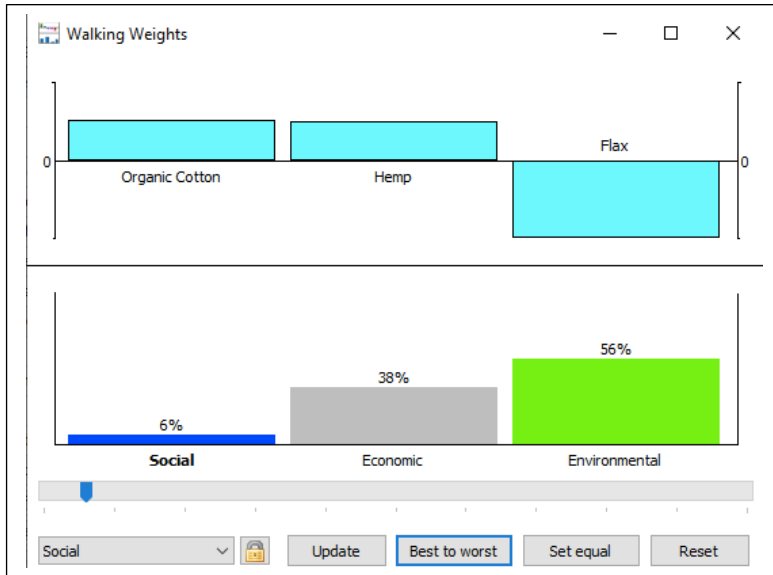 Walking Weights
Flax
0 0
Organic Cotton Hemp
56%
38%
6%
Social Economic Environmental
Social Update Best to worst Set equal Reset